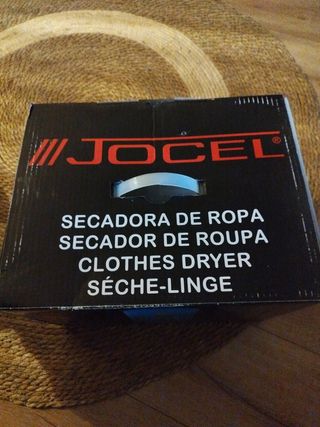 JOCEL®
SECADORA DE ROPA
SECADOR DE ROUPA
CLOTHES DRYER
SÉCHE-LINGE